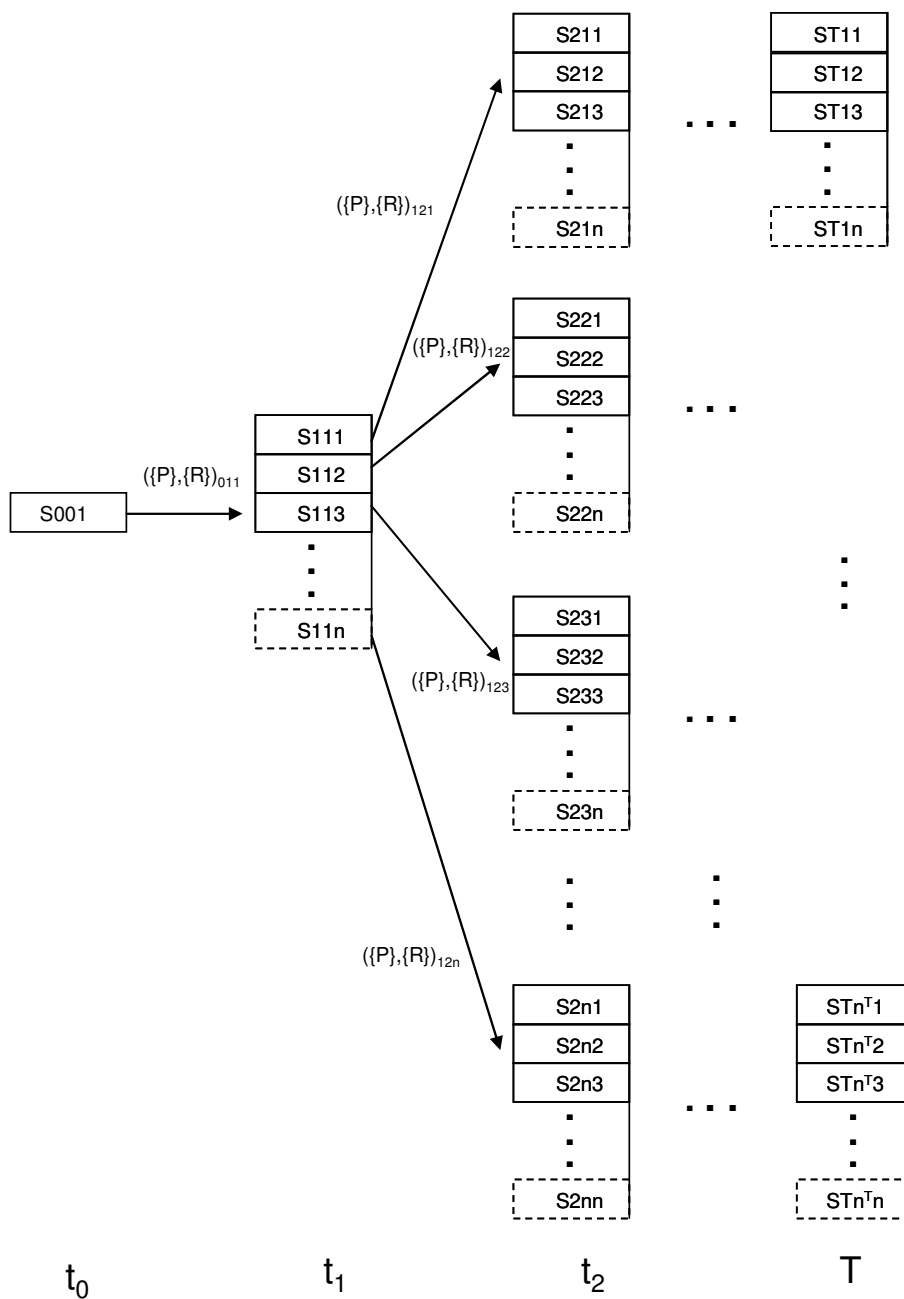 S211
S212
S213
S21n
ST11
ST12
ST13
ST1n
({P},{R})₁₂₁
S221
S222
S223
S22n
({P},{R})₁₂₂
S111
S112
S113
S11n
({P},{R})₀₁₁
S001
S231
S232
S233
S23n
({P},{R})₁₂₃
({P},{R})₁₂ₙ
S2n1
S2n2
S2n3
S2nn
STnᵀ1
STnᵀ2
STnᵀ3
STnᵀn
t₀
t₁
t₂
T